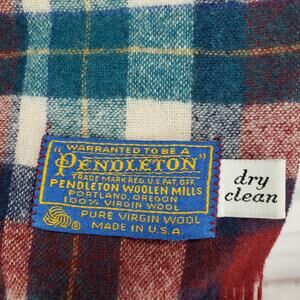 WARRANTED TO BE A
"PENDLETON"
TRADE MARK REG. U.S. PAT. OFF.
PENDLETON WOOLEN MILLS
PORTLAND, OREGON
100% VIRGIN WOOL
PURE VIRGIN WOOL
MADE IN U.S.A.
dry
clean